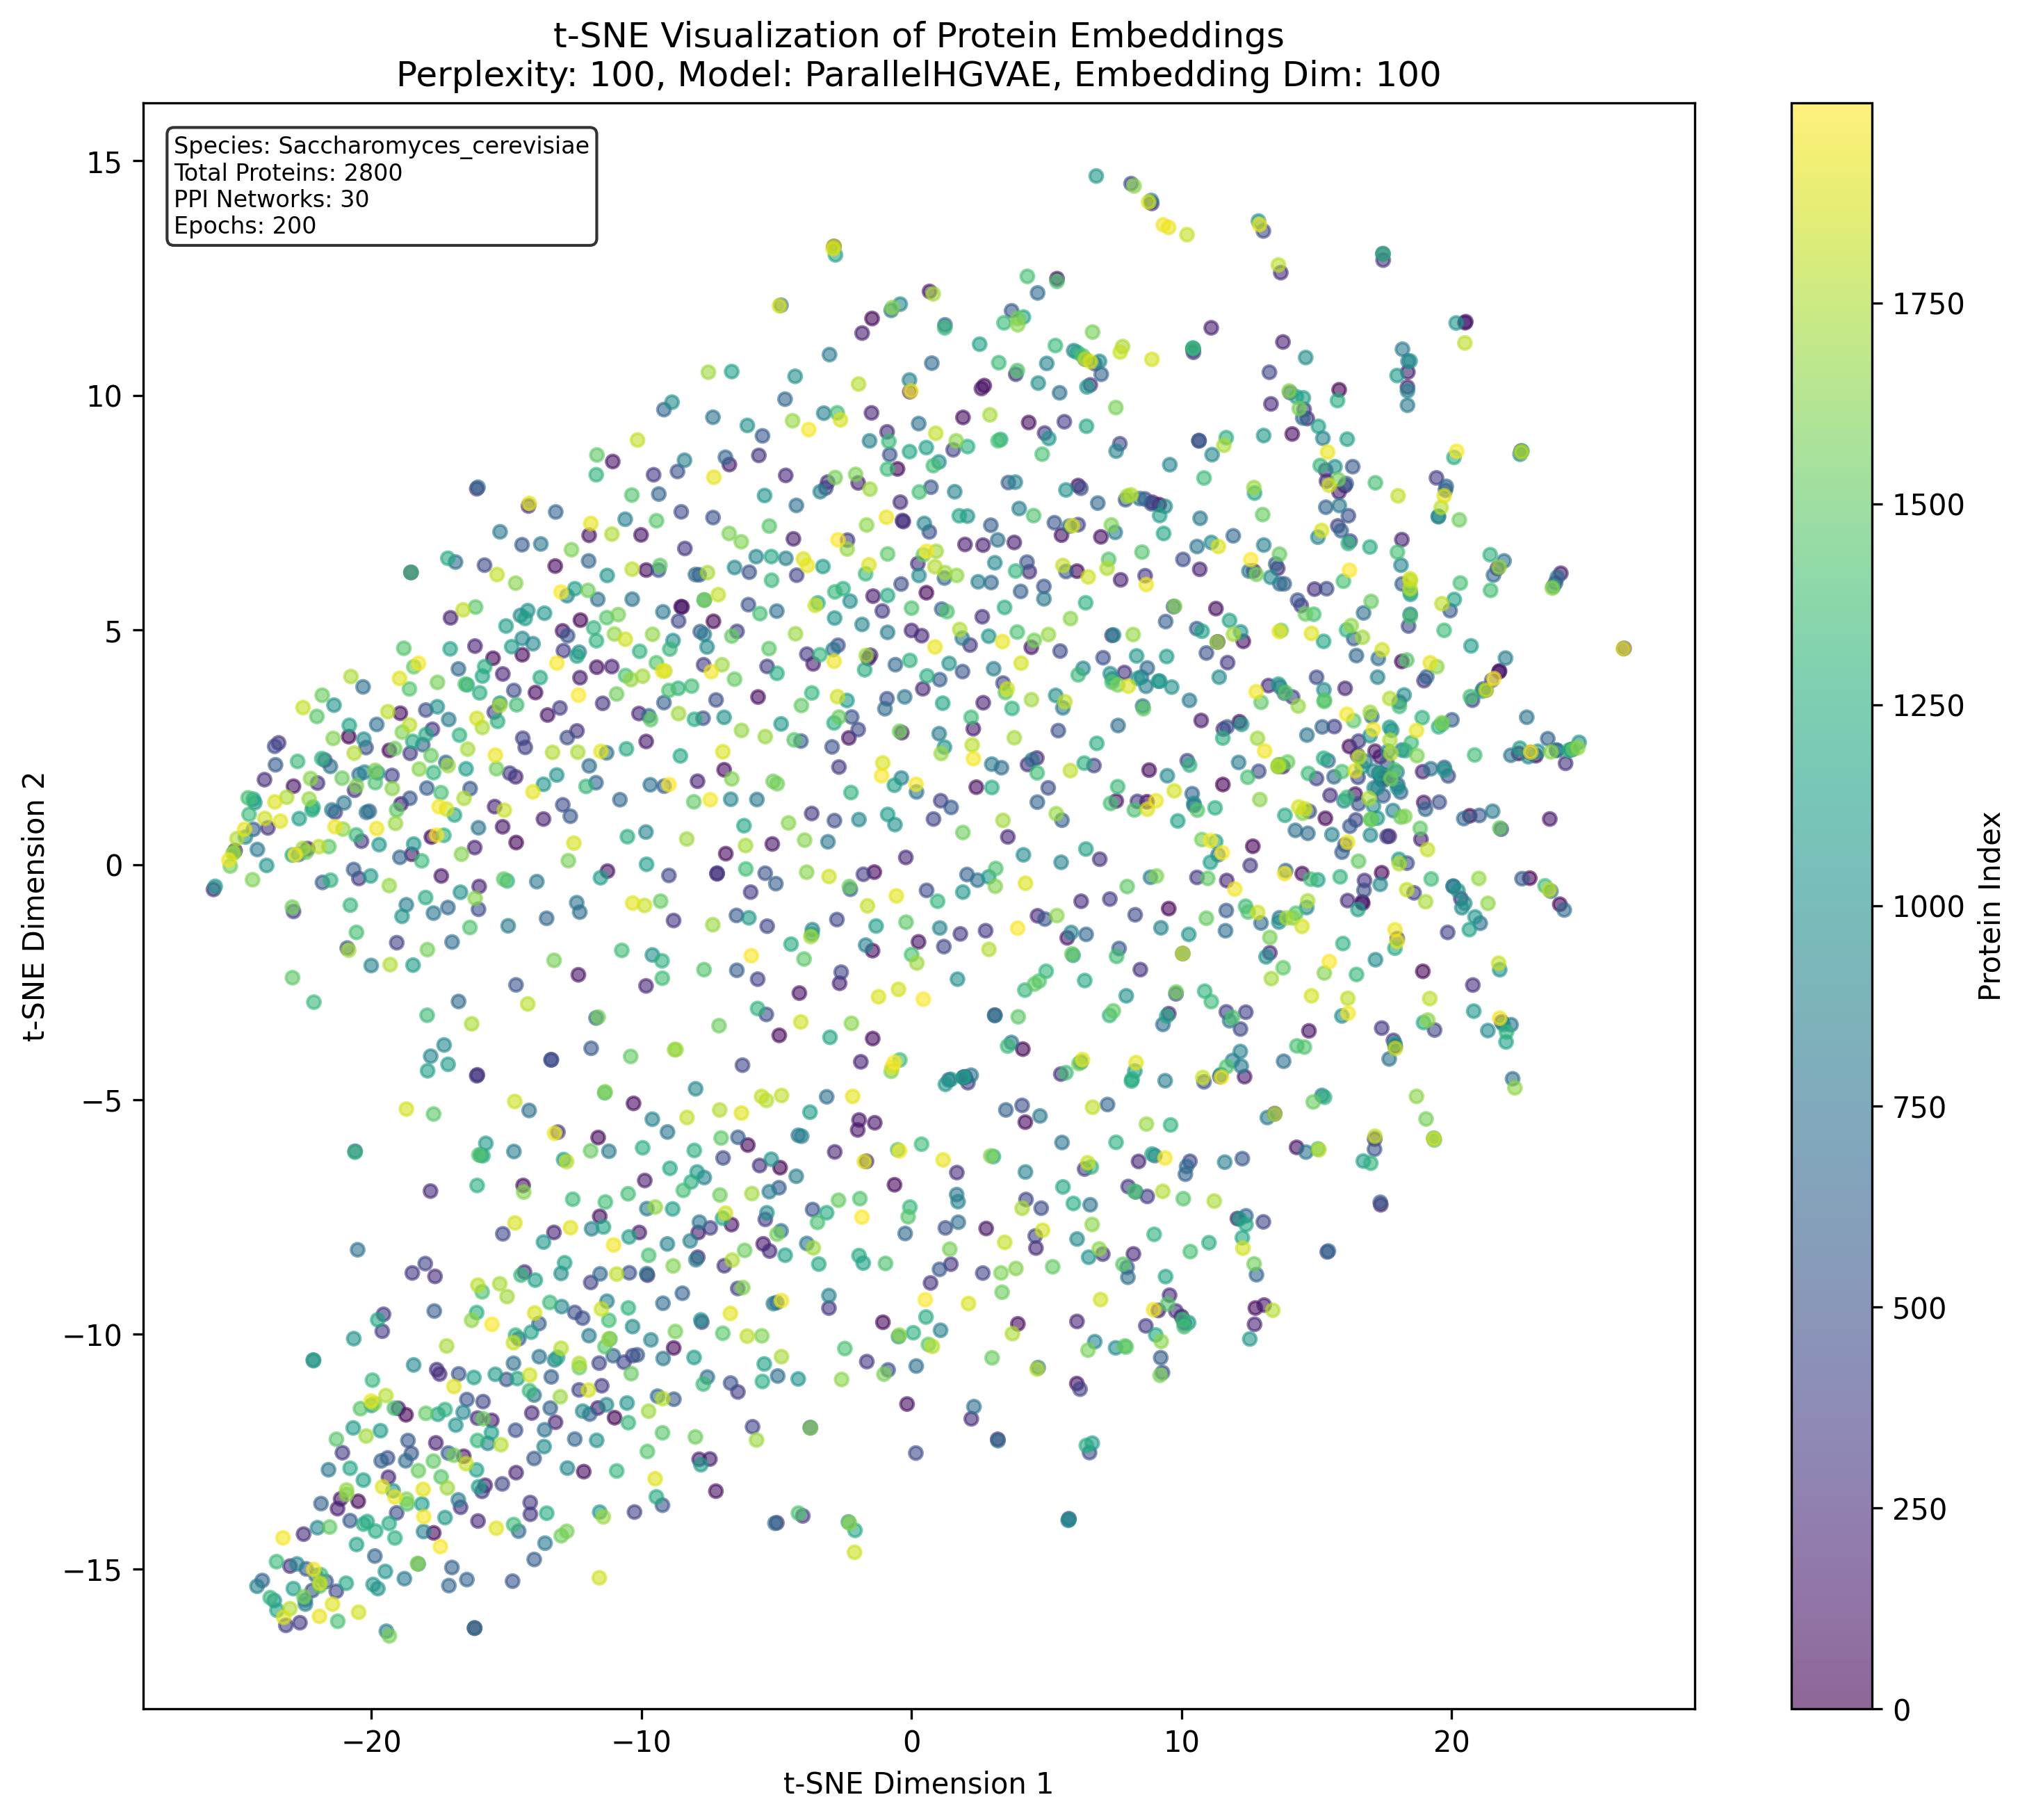 t-SNE Visualization of Protein Embeddings
Perplexity: 100, Model: ParallelHGVAE, Embedding Dim: 100
Species: Saccharomyces_cerevisiae
Total Proteins: 2800
PPI Networks: 30
Epochs: 200
15
10
5
0
−5
−10
−15
t-SNE Dimension 2
−20
−10
0
10
20
t-SNE Dimension 1
1750
1500
1250
1000
750
500
250
0
Protein Index